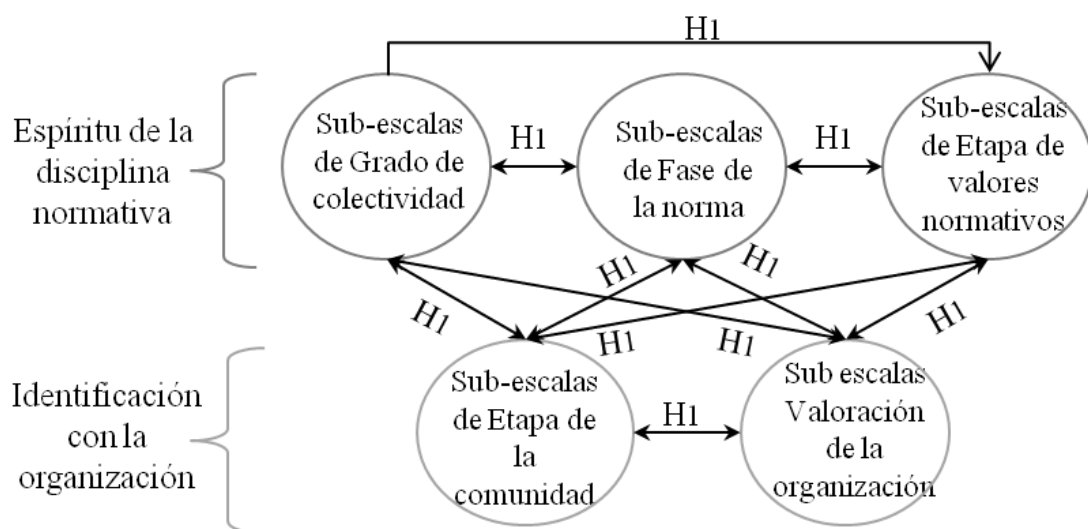 H1
Espíritu de la
disciplina
normativa
Sub-escalas
de Grado de
colectividad
H1
Sub-escalas
de Fase de
la norma
H1
Sub-escalas
de Etapa de
valores
normativos
H1
H1
H1
H1
H1
H1
Identificación
con la
organización
Sub-escalas
de Etapa de
la
comunidad
H1
Sub escalas
Valoración
de la
organización